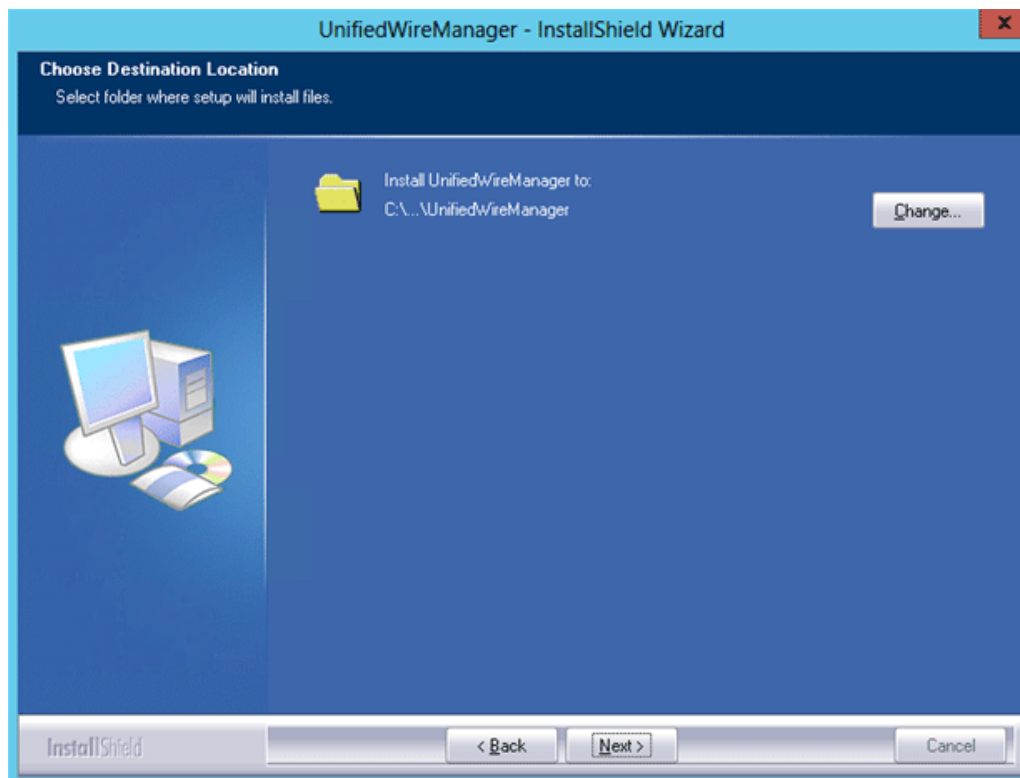 UnifiedWireManager - InstallShield Wizard
x
Choose Destination Location
Select folder where setup will install files.
Install UnifiedWireManager to:
C:\...\UnifiedWireManager
Change...
InstallShield
< Back
Next >
Cancel